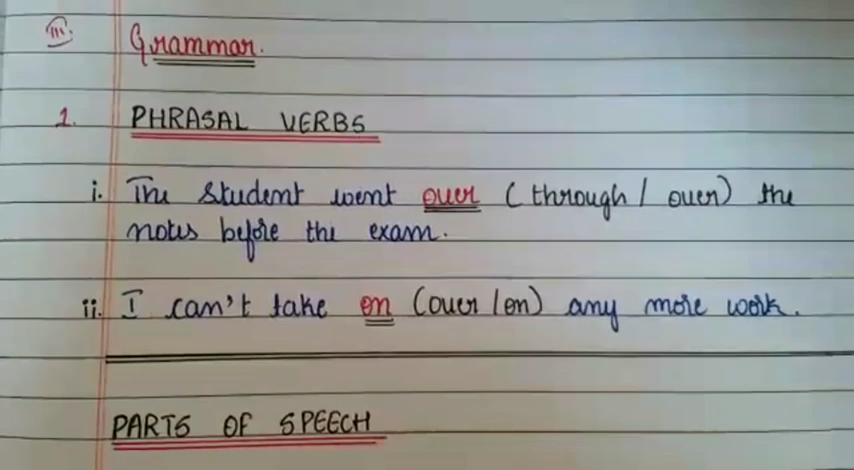 III. Grammar.
1. PHRASAL VERBS
i. The student went over (through / over) the
notes before the exam.
ii. I can't take on (over / on) any more work.
PARTS OF SPEECH